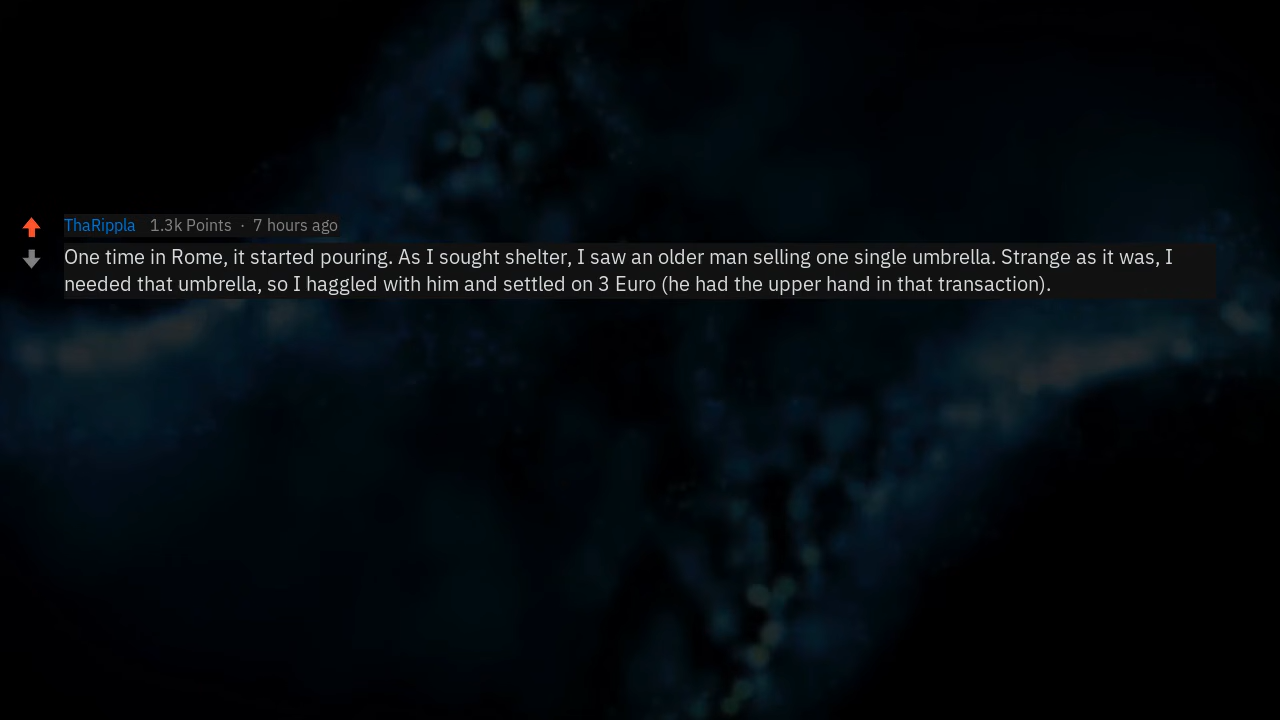 ThaRippla 1.3k Points · 7 hours ago
One time in Rome, it started pouring. As I sought shelter, I saw an older man selling one single umbrella. Strange as it was, I
needed that umbrella, so I haggled with him and settled on 3 Euro (he had the upper hand in that transaction).